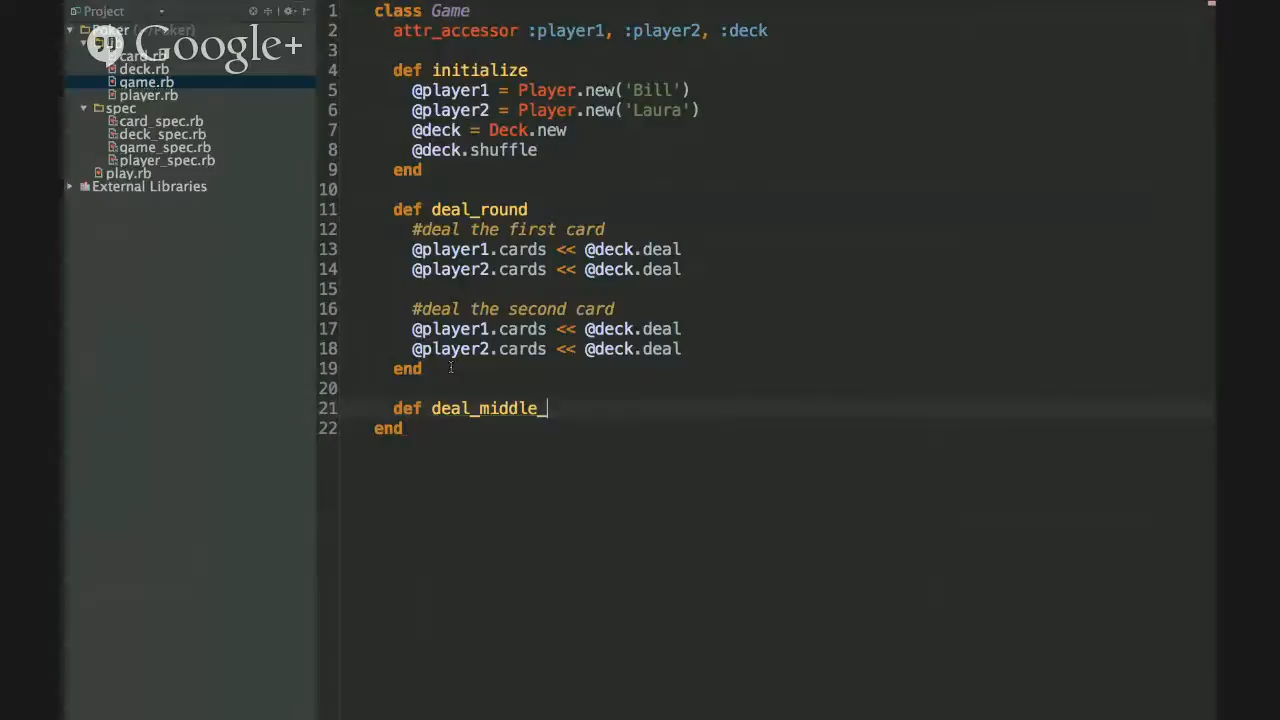 Project
Poker (~/Poker)
lib
Google+
card.rb
deck.rb
game.rb
player.rb
spec
card_spec.rb
deck_spec.rb
game_spec.rb
player_spec.rb
play.rb
External Libraries
1 class Game
2 attr_accessor :player1, :player2, :deck
3
4 def initialize
5 @player1 = Player.new('Bill')
6 @player2 = Player.new('Laura')
7 @deck = Deck.new
8 @deck.shuffle
9 end
10
11 def deal_round
12 #deal the first card
13 @player1.cards << @deck.deal
14 @player2.cards << @deck.deal
15
16 #deal the second card
17 @player1.cards << @deck.deal
18 @player2.cards << @deck.deal
19 end
20
21 def deal_middle_
22 end